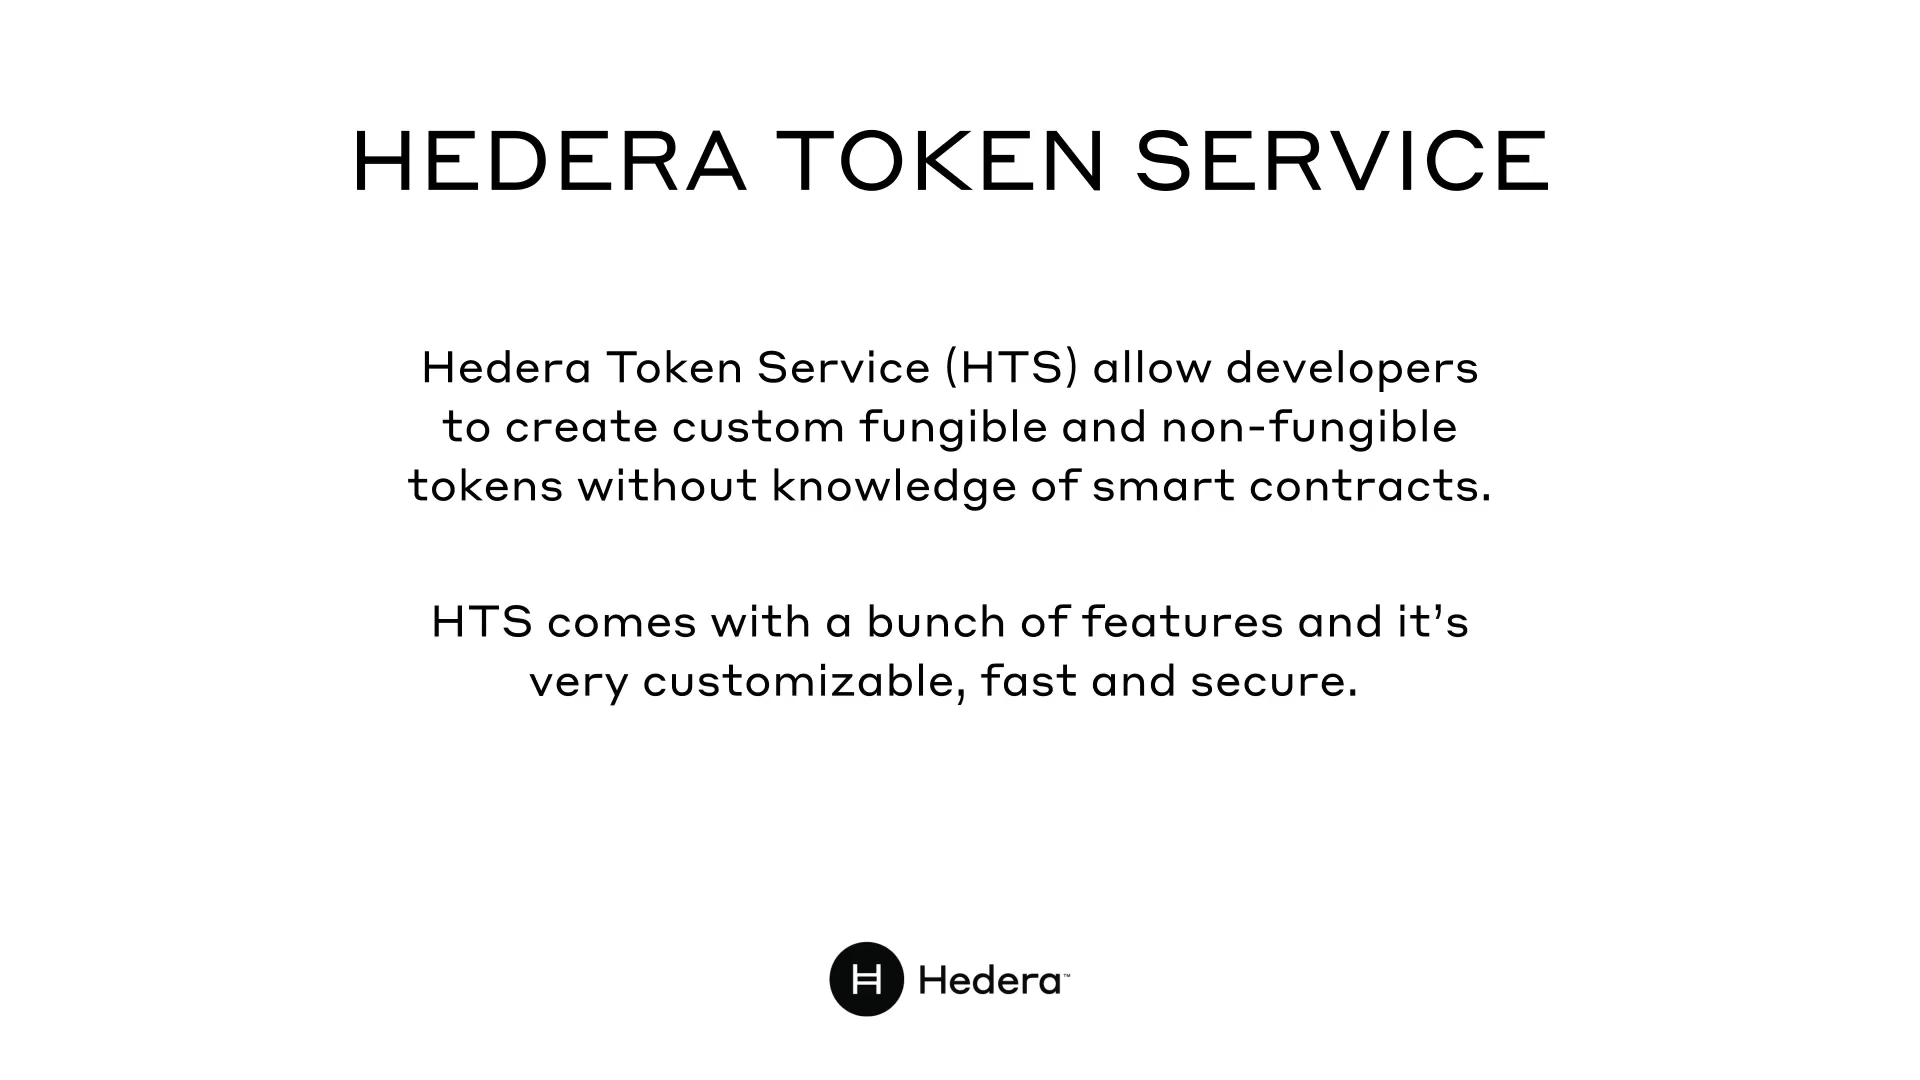 HEDERA TOKEN SERVICE
Hedera Token Service (HTS) allow developers
to create custom fungible and non-fungible
tokens without knowledge of smart contracts.
HTS comes with a bunch of features and it’s
very customizable, fast and secure.
Hedera™